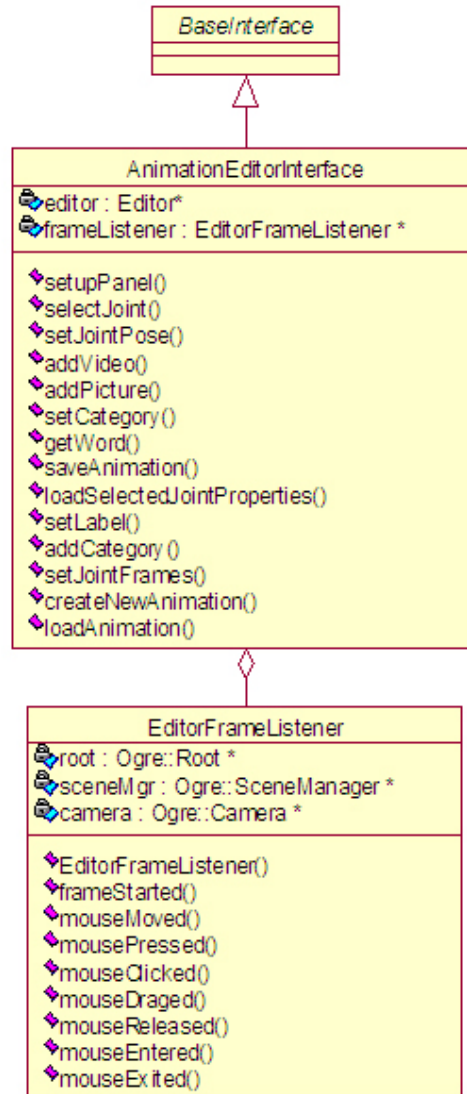 BaseInterface
AnimationEditorInterface
editor : Editor*
frameListener : EditorFrameListener *
setupPanel()
selectJoint()
setJointPose()
addVideo()
addPicture()
setCategory()
getWord()
saveAnimation()
loadSelectedJointProperties()
setLabel()
addCategory()
setJointFrames()
createNewAnimation()
loadAnimation()
EditorFrameListener
root : Ogre::Root *
sceneMgr : Ogre::SceneManager *
camera : Ogre::Camera *
EditorFrameListener()
frameStarted()
mouseMoved()
mousePressed()
mouseClicked()
mouseDraged()
mouseReleased()
mouseEntered()
mouseExited()